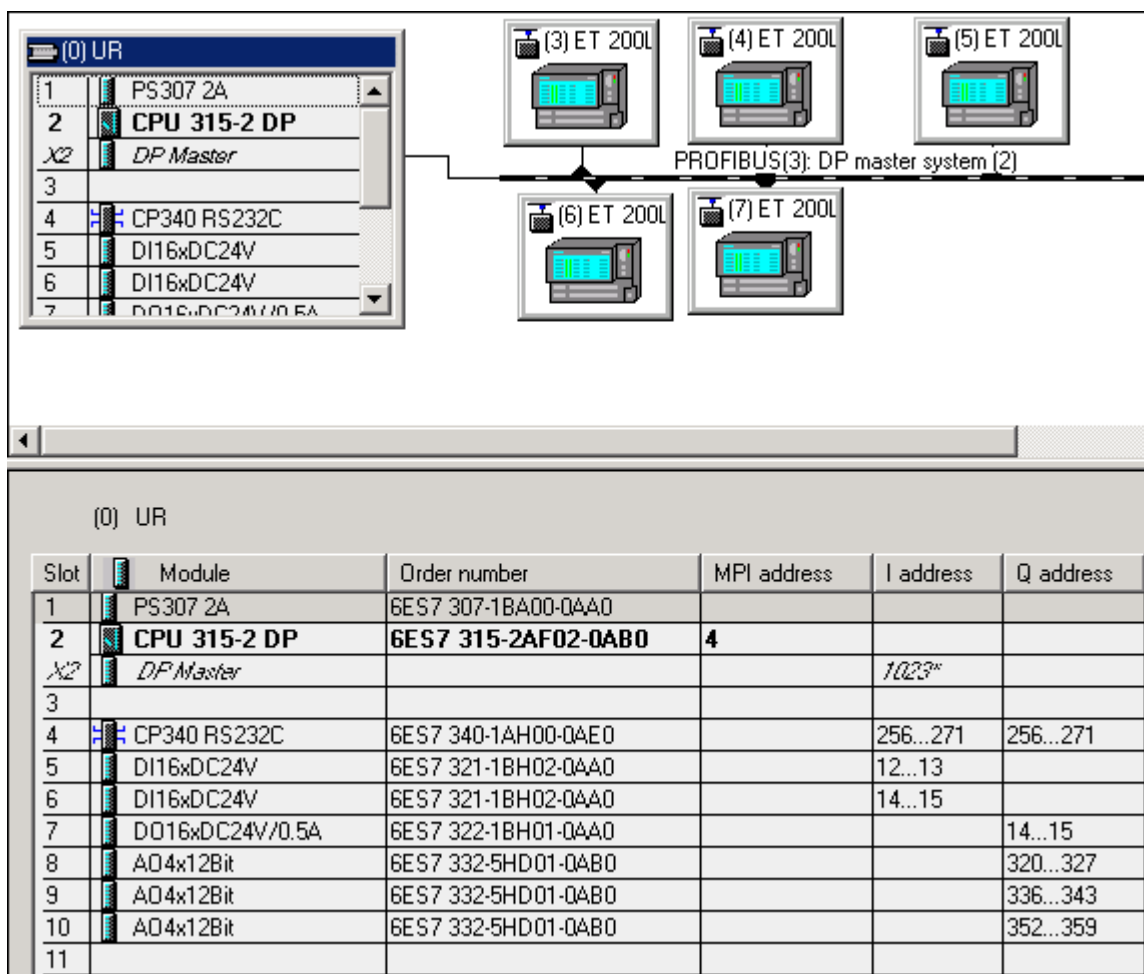 (0) UR
1 PS307 2A
2 CPU 315-2 DP
X2 DP Master
3
4 CP340 RS232C
5 DI16xDC24V
6 DI16xDC24V
7 DO16xDC24V/0.5A
(3) ET 200L
(4) ET 200L
(5) ET 200L
PROFIBUS(3): DP master system (2)
(6) ET 200L
(7) ET 200L
(0) UR
Slot Module Order number MPI address I address Q address
1 PS307 2A 6ES7 307-1BA00-0AA0
2 CPU 315-2 DP 6ES7 315-2AF02-0AB0 4
X2 DP Master 1023*
3
4 CP340 RS232C 6ES7 340-1AH00-0AE0 256...271 256...271
5 DI16xDC24V 6ES7 321-1BH02-0AA0 12...13
6 DI16xDC24V 6ES7 321-1BH02-0AA0 14...15
7 DO16xDC24V/0.5A 6ES7 322-1BH01-0AA0 14...15
8 AO4x12Bit 6ES7 332-5HD01-0AB0 320...327
9 AO4x12Bit 6ES7 332-5HD01-0AB0 336...343
10 AO4x12Bit 6ES7 332-5HD01-0AB0 352...359
11